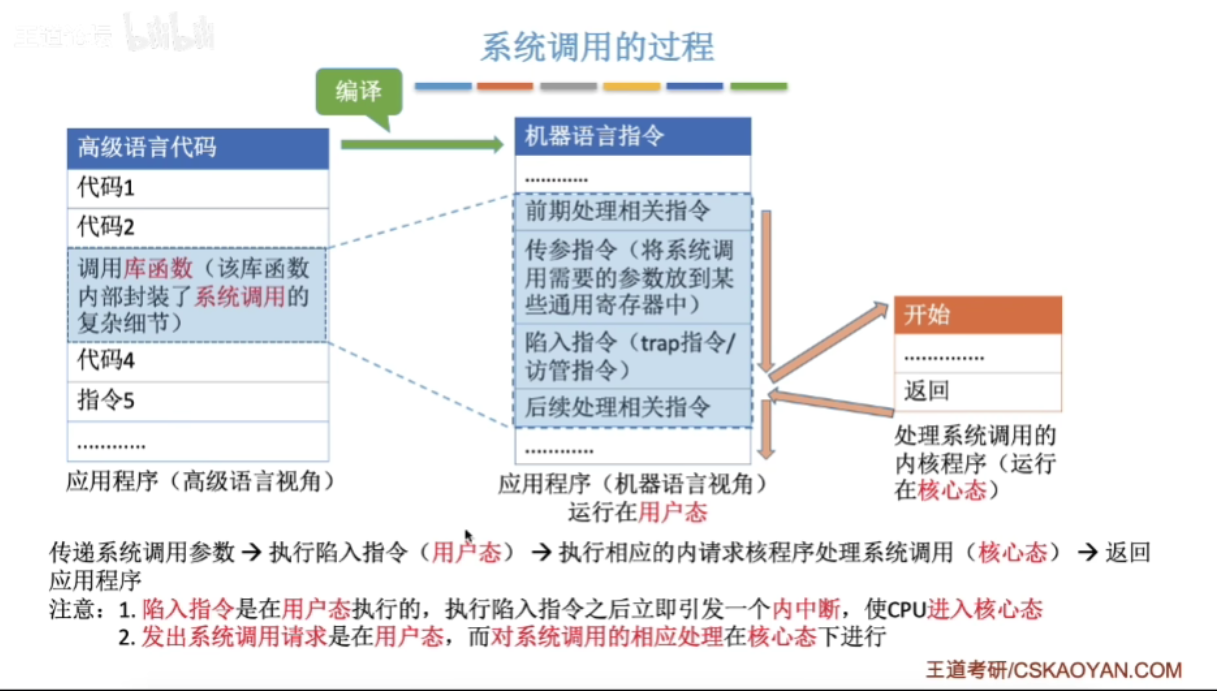 王道论坛 bilibili
系统调用的过程
编译
高级语言代码
代码1
代码2
调用库函数（该库函数
内部封装了系统调用的
复杂细节）
代码4
指令5
…………
应用程序（高级语言视角）
机器语言指令
…………
前期处理相关指令
传参指令（将系统调
用需要的参数放到某
些通用寄存器中）
陷入指令（trap指令/
访管指令）
后续处理相关指令
…………
应用程序（机器语言视角）
运行在用户态
开始
…………..
返回
处理系统调用的
内核程序（运行
在核心态）
传递系统调用参数 → 执行陷入指令（用户态） → 执行相应的内请求核程序处理系统调用（核心态） → 返回
应用程序
注意：1. 陷入指令是在用户态执行的，执行陷入指令之后立即引发一个内中断，使CPU进入核心态
2. 发出系统调用请求是在用户态，而对系统调用的相应处理在核心态下进行
王道考研/CSKAOYAN.COM